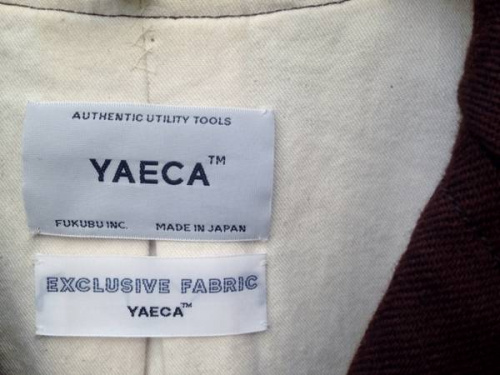 AUTHENTIC UTILITY TOOLS
YAECA™
FUKUBU INC. MADE IN JAPAN
EXCLUSIVE FABRIC
YAECA™